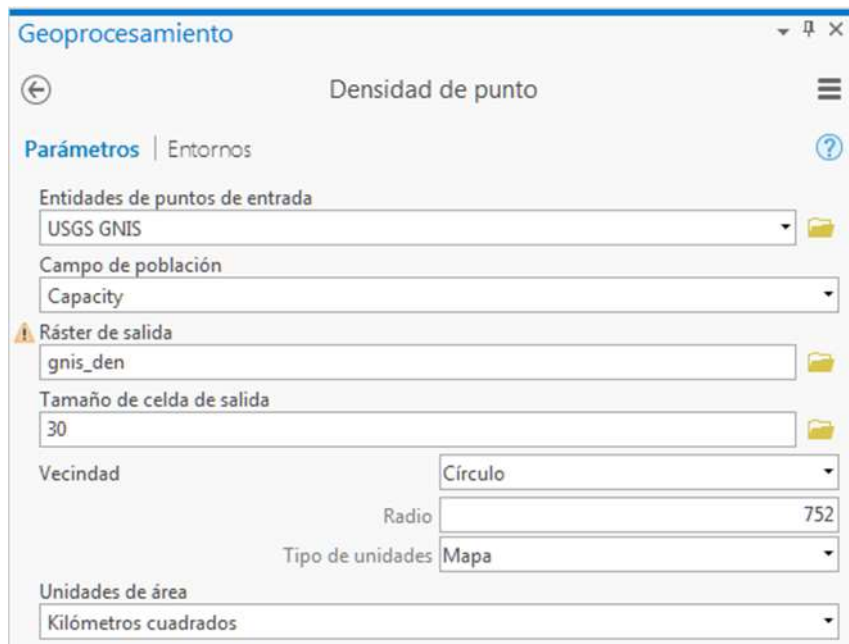 Geoprocesamiento
Densidad de punto
Parámetros | Entornos
Entidades de puntos de entrada
USGS GNIS
Campo de población
Capacity
Ráster de salida
gnis_den
Tamaño de celda de salida
30
Vecindad Círculo
Radio 752
Tipo de unidades Mapa
Unidades de área
Kilómetros cuadrados